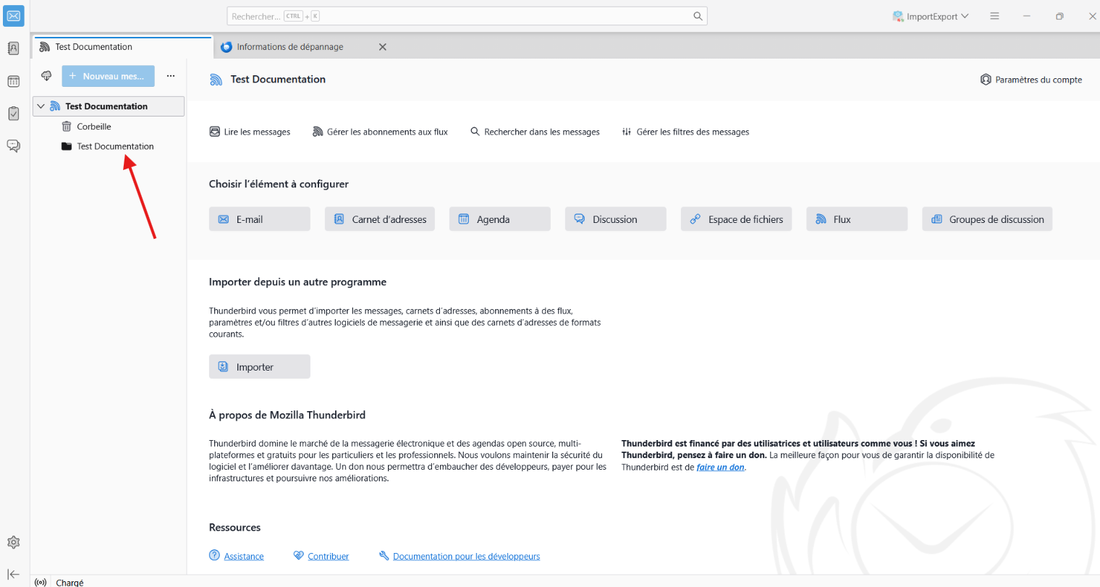 Rechercher... CTRL + K
ImportExport
Test Documentation
Informations de dépannage
+ Nouveau mes...
Test Documentation
Corbeille
Test Documentation
Test Documentation
Paramètres du compte
Lire les messages
Gérer les abonnements aux flux
Rechercher dans les messages
Gérer les filtres des messages
Choisir l'élément à configurer
E-mail
Carnet d'adresses
Agenda
Discussion
Espace de fichiers
Flux
Groupes de discussion
Importer depuis un autre programme
Thunderbird vous permet d'importer les messages, carnets d'adresses, abonnements à des flux,
paramètres et/ou filtres d'autres logiciels de messagerie et ainsi que des carnets d'adresses de formats
courants.
Importer
À propos de Mozilla Thunderbird
Thunderbird domine le marché de la messagerie électronique et des agendas open source, multi-
plateformes et gratuits pour les particuliers et les professionnels. Nous voulons maintenir la sécurité du
logiciel et l'améliorer davantage. Un don nous permettra d'embaucher des développeurs, payer pour les
infrastructures et poursuivre nos améliorations.
Thunderbird est financé par des utilisatrices et utilisateurs comme vous ! Si vous aimez
Thunderbird, pensez à faire un don. La meilleure façon pour vous de garantir la disponibilité de
Thunderbird est de faire un don.
Ressources
Assistance
Contribuer
Documentation pour les développeurs
Chargé